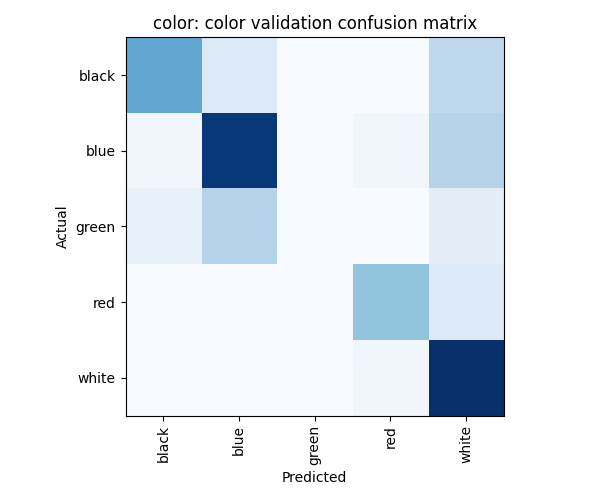 color: color validation confusion matrix
black
blue
green
red
white
Actual
black
blue
green
red
white
Predicted